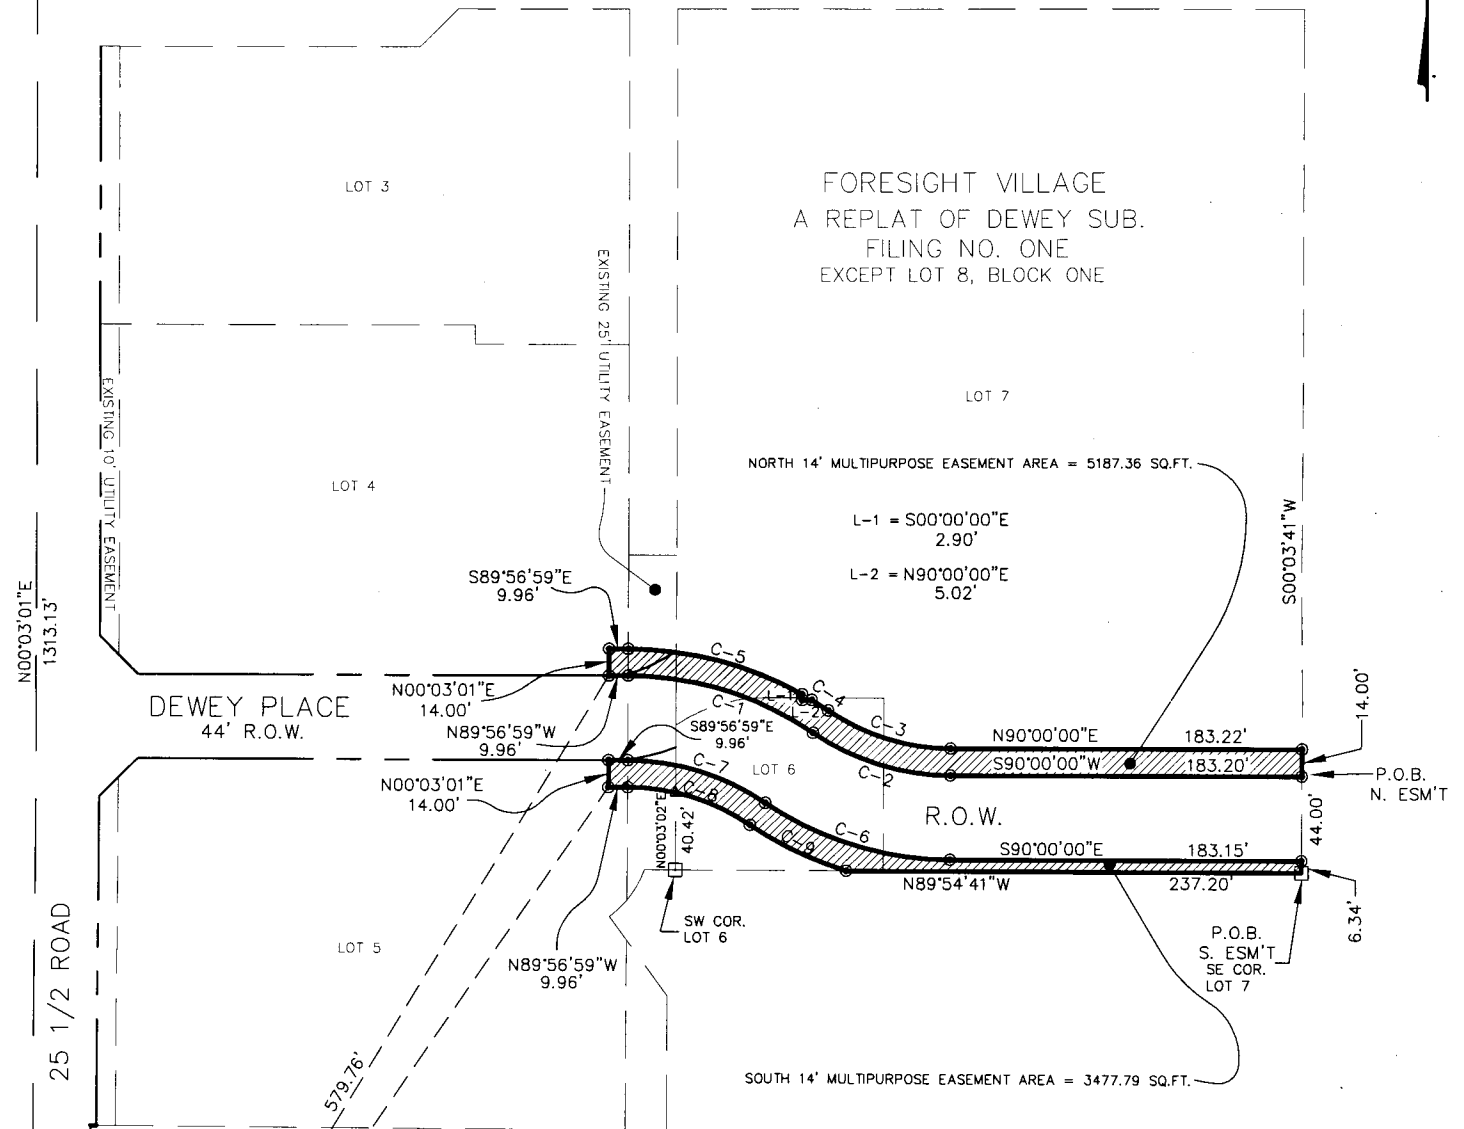 LOT 3
FORESIGHT VILLAGE
A REPLAT OF DEWEY SUB.
FILING NO. ONE
EXCEPT LOT 8, BLOCK ONE
EXISTING 25' UTILITY EASEMENT
EXISTING 10' UTILITY EASEMENT
LOT 7
LOT 4
NORTH 14' MULTIPURPOSE EASEMENT AREA = 5187.36 SQ.FT.
L-1 = S00°00'00"E
2.90'
L-2 = N90°00'00"E
5.02'
S00°03'41"W
N00°03'01"E
1313.13'
S89°56'59"E
9.96'
N00°03'01"E
14.00'
DEWEY PLACE
44' R.O.W.
N89°56'59"W
9.96'
C-5
L-1
C-4
L-2
C-1
C-3
S89°56'59"E
9.96'
N90°00'00"E
183.22'
14.00'
S90°00'00"W
183.20'
P.O.B.
N. ESM'T
C-7
LOT 6
C-2
N00°03'01"E
14.00'
C-8
N00°03'02"E
40.42'
R.O.W.
44.00'
C-6
C-9
S90°00'00"E
183.15'
N89°54'41"W
237.20'
6.34'
SW COR.
LOT 6
P.O.B.
S. ESM'T
SE COR.
LOT 7
LOT 5
N89°56'59"W
9.96'
25 1/2 ROAD
579.76'
SOUTH 14' MULTIPURPOSE EASEMENT AREA = 3477.79 SQ.FT.